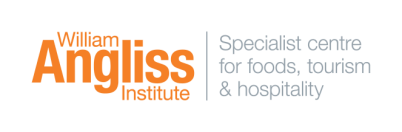 William
Angliss
Institute
Specialist centre
for foods, tourism
& hospitality